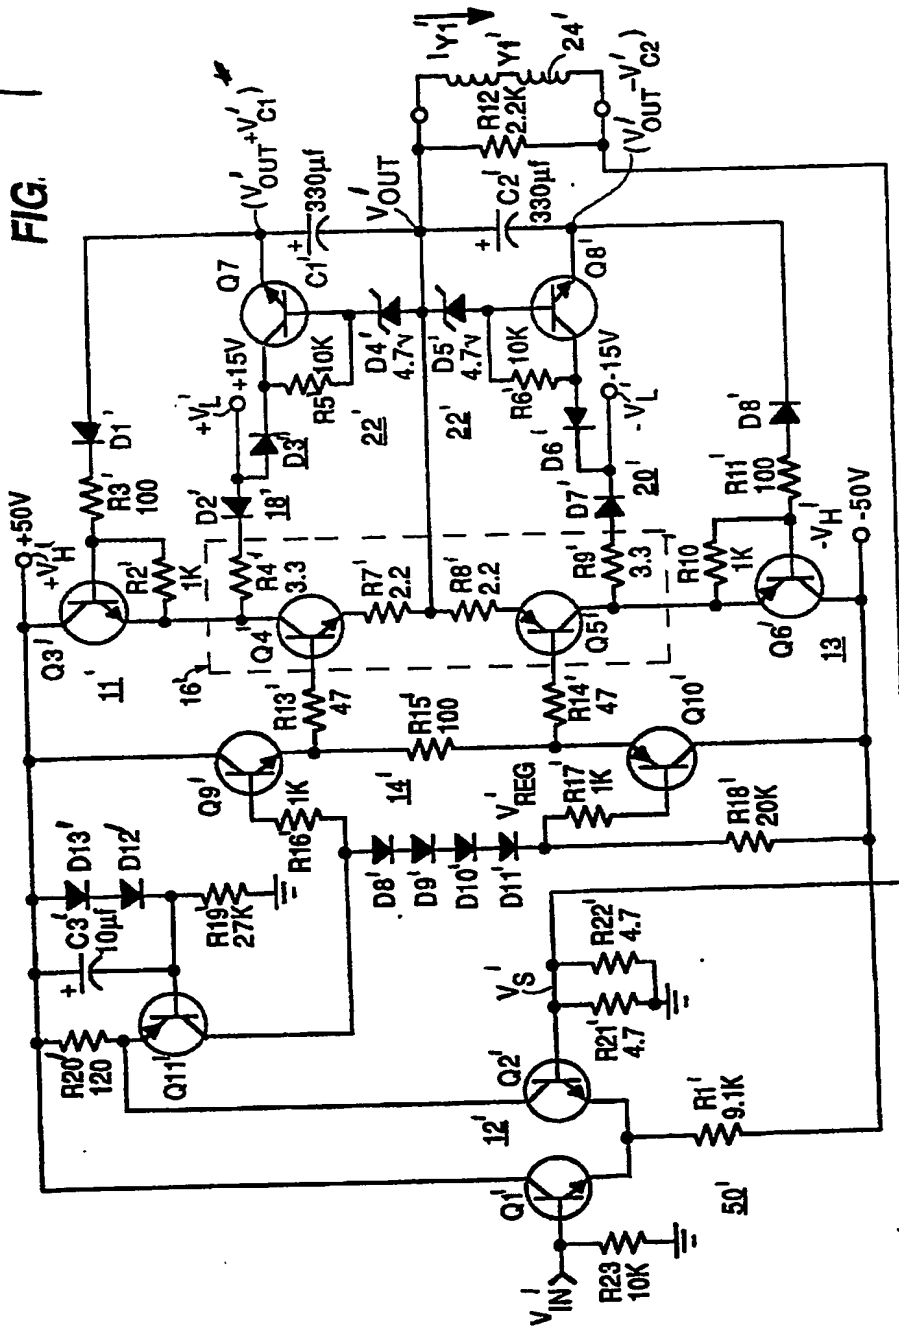 FIG. 1
+50V
+V'H
-50V
-V'H
V'IN
R23'
10K
Q1'
50'
R1'
9.1K
12'
Q2'
V'S
R21'
4.7
R22'
4.7
R20'
120
Q11'
C3'
10μf
+
D13'
D12'
R19'
27K
D8'
D9'
D10'
D11'
V'REG
R16'
1K
R17'
1K
R18'
20K
Q9'
14'
Q10'
R13'
47
R15'
100
R14'
47
16'
11'
Q3'
R2'
1K
R3'
100
D1'
Q4'
R4'
3.3
R7'
2.2
R8'
2.2
Q5'
R9'
3.3
R10'
1K
Q6'
13'
R11'
100
D8'
D2'
18'
+V'L
+15V
D3'
D7'
20'
-15V
-V'L
D6'
R5'
10K
22'
22'
R6'
10K
Q7'
D4'
4.7v
D5'
4.7v
Q8'
C1'
330μf
+
V'OUT
C2'
330μf
+
(V'OUT+V'C1)
(V'OUT-V'C2)
R12'
2.2K
Y1'
24'
IY1'